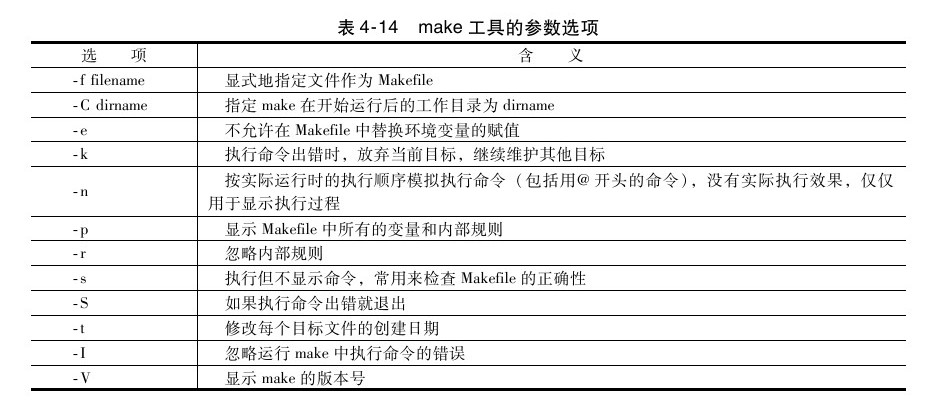 表 4-14 make 工具的参数选项
选 项 含 义
-f filename 显式地指定文件作为 Makefile
-C dirname 指定 make 在开始运行后的工作目录为 dirname
-e 不允许在 Makefile 中替换环境变量的赋值
-k 执行命令出错时，放弃当前目标，继续维护其他目标
-n 按实际运行时的执行顺序模拟执行命令（包括用@ 开头的命令），没有实际执行效果，仅仅
用于显示执行过程
-p 显示 Makefile 中所有的变量和内部规则
-r 忽略内部规则
-s 执行但不显示命令，常用来检查 Makefile 的正确性
-S 如果执行命令出错就退出
-t 修改每个目标文件的创建日期
-I 忽略运行 make 中执行命令的错误
-V 显示 make 的版本号